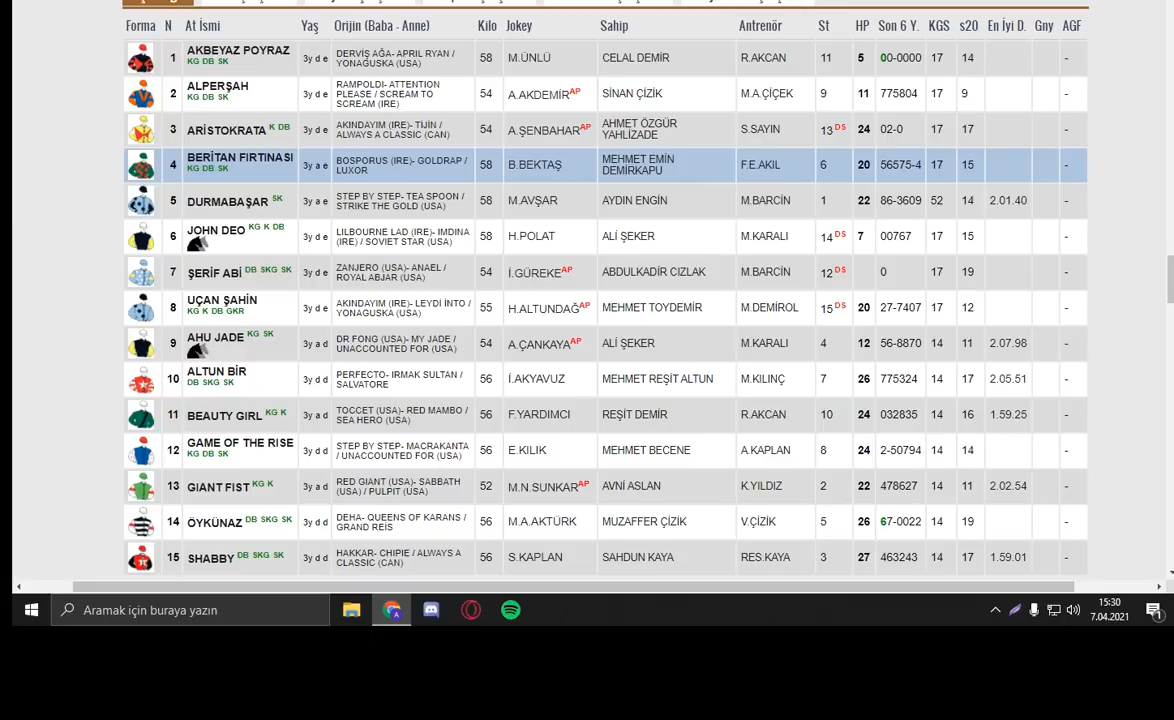 Forma N At İsmi Yaş Orijin (Baba - Anne) Kilo Jokey Sahip Antrenör St HP Son 6 Y. KGS s20 En İyi D. Gny AGF
1 AKBEYAZ POYRAZ KG DB SK 3y d e DERVİŞ AĞA- APRIL RYAN / YONAGUSKA (USA) 58 M.ÜNLÜ CELAL DEMİR R.AKCAN 11 5 00-0000 17 14 -
2 ALPERŞAH KG DB SK 3y d e RAMPOLDI- ATTENTION PLEASE / SCREAM TO SCREAM (IRE) 54 A.AKDEMİR AP SİNAN ÇİZİK M.A.ÇİÇEK 9 11 775804 17 9 -
3 ARİSTOKRATA K DB 3y d e AKINDAYIM (IRE)- TİJİN / ALWAYS A CLASSIC (CAN) 54 A.ŞENBAHAR AP AHMET ÖZGÜR YAHLİZADE S.SAYIN 13 DS 24 02-0 17 17 -
4 BERİTAN FIRTINASI KG DB SK 3y a e BOSPORUS (IRE)- GOLDRAP / LUXOR 58 B.BEKTAŞ MEHMET EMİN DEMİRKAPU F.E.AKIL 6 20 56575-4 17 15 -
5 DURMABAŞAR SK 3y a e STEP BY STEP- TEA SPOON / STRIKE THE GOLD (USA) 58 M.AVŞAR AYDIN ENGİN M.BARCİN 1 22 86-3609 52 14 2.01.40 -
6 JOHN DEO KG K DB 3y d e LILBOURNE LAD (IRE)- IMDINA (IRE) / SOVIET STAR (USA) 58 H.POLAT ALİ ŞEKER M.KARALI 14 DS 7 00767 17 15 -
7 ŞERİF ABİ DB SKG SK 3y d e ZANJERO (USA)- ANAEL / ROYAL ABJAR (USA) 54 İ.GÜREKE AP ABDULKADİR CIZLAK M.BARCİN 12 DS 0 17 19 -
8 UÇAN ŞAHİN KG K DB GKR 3y d e AKINDAYIM (IRE)- LEYDİ İNTO / YONAGUSKA (USA) 55 H.ALTUNDAĞ AP MEHMET TOYDEMİR M.DEMİROL 15 DS 20 27-7407 17 12 -
9 AHU JADE KG SK 3y a d DR FONG (USA)- MY JADE / UNACCOUNTED FOR (USA) 54 A.ÇANKAYA AP ALİ ŞEKER M.KARALI 4 12 56-8870 14 11 2.07.98 -
10 ALTUN BİR DB SKG SK 3y d d PERFECTO- IRMAK SULTAN / SALVATORE 56 İ.AKYAVUZ MEHMET REŞİT ALTUN M.KILINÇ 7 26 775324 14 17 2.05.51 -
11 BEAUTY GIRL KG K 3y a d TOCCET (USA)- RED MAMBO / SEA HERO (USA) 56 F.YARDIMCI REŞİT DEMİR R.AKCAN 10 24 032835 14 16 1.59.25 -
12 GAME OF THE RISE KG DB SK 3y d d STEP BY STEP- MACRAKANTA / UNACCOUNTED FOR (USA) 56 E.KILIK MEHMET BECENE A.KAPLAN 8 24 2-50794 14 14 -
13 GIANT FIST KG K 3y a d RED GIANT (USA)- SABBATH (USA) / PULPIT (USA) 52 M.N.SUNKAR AP AVNİ ASLAN K.YILDIZ 2 22 478627 14 11 2.02.54 -
14 ÖYKÜNAZ DB SKG SK 3y d d DEHA- QUEENS OF KARANS / GRAND REIS 56 M.A.AKTÜRK MUZAFFER ÇİZİK V.ÇİZİK 5 26 67-0022 14 19 -
15 SHABBY DB SKG SK 3y d d HAKKAR- CHIPIE / ALWAYS A CLASSIC (CAN) 56 S.KAPLAN SAHDUN KAYA RES.KAYA 3 27 463243 14 17 1.59.01 -
Aramak için buraya yazın
15:30
7.04.2021
1